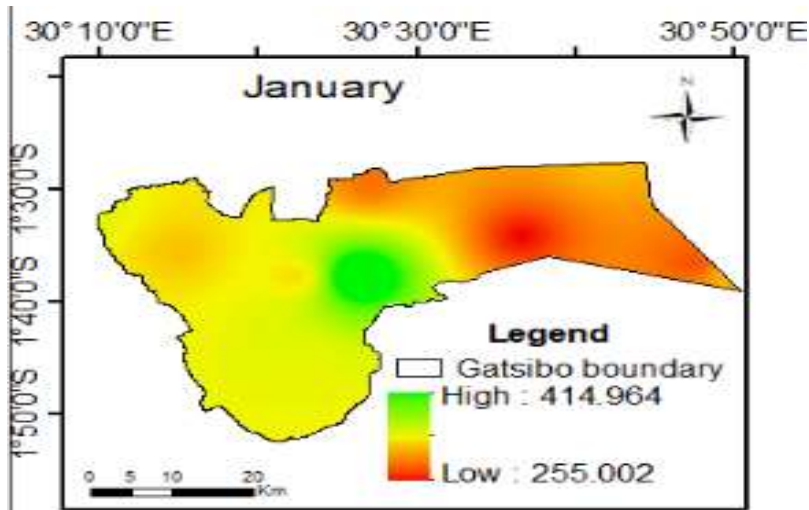 30°10'0"E 30°30'0"E 30°50'0"E
January
N
1°30'0"S
1°40'0"S
1°50'0"S
Legend
Gatsibo boundary
High : 414.964
Low : 255.002
0 5 10 20
Km